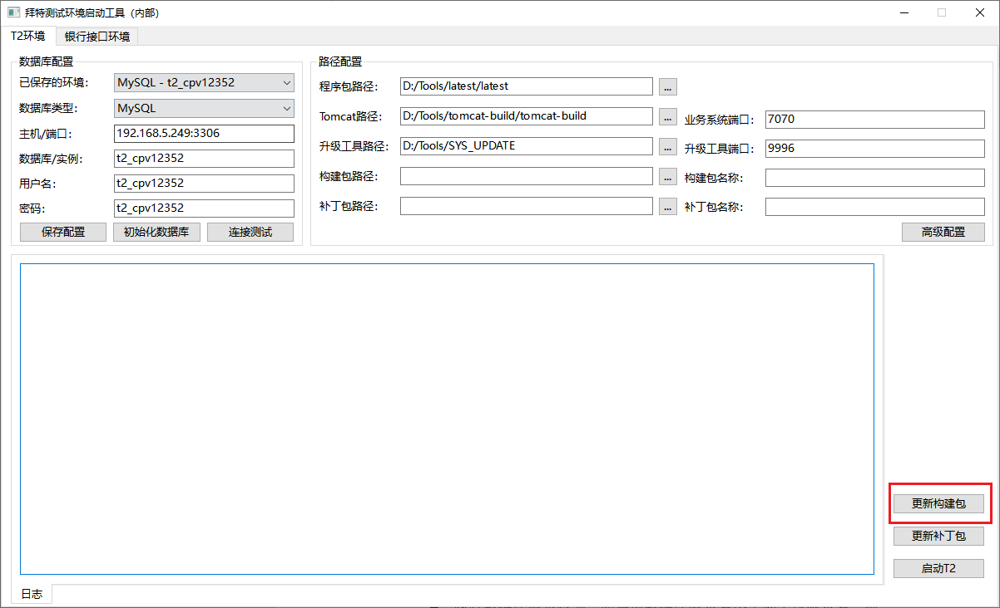 拜特测试环境启动工具（内部）
T2环境
银行接口环境
数据库配置
已保存的环境：
MySQL - t2_cpv12352
数据库类型：
MySQL
主机/端口：
192.168.5.249:3306
数据库/实例：
t2_cpv12352
用户名：
t2_cpv12352
密码：
t2_cpv12352
保存配置
初始化数据库
连接测试
路径配置
程序包路径：
D:/Tools/latest/latest
...
Tomcat路径：
D:/Tools/tomcat-build/tomcat-build
...
业务系统端口：
7070
升级工具路径：
D:/Tools/SYS_UPDATE
...
升级工具端口：
9996
构建包路径：
...
构建包名称：
补丁包路径：
...
补丁包名称：
高级配置
更新构建包
更新补丁包
启动T2
日志